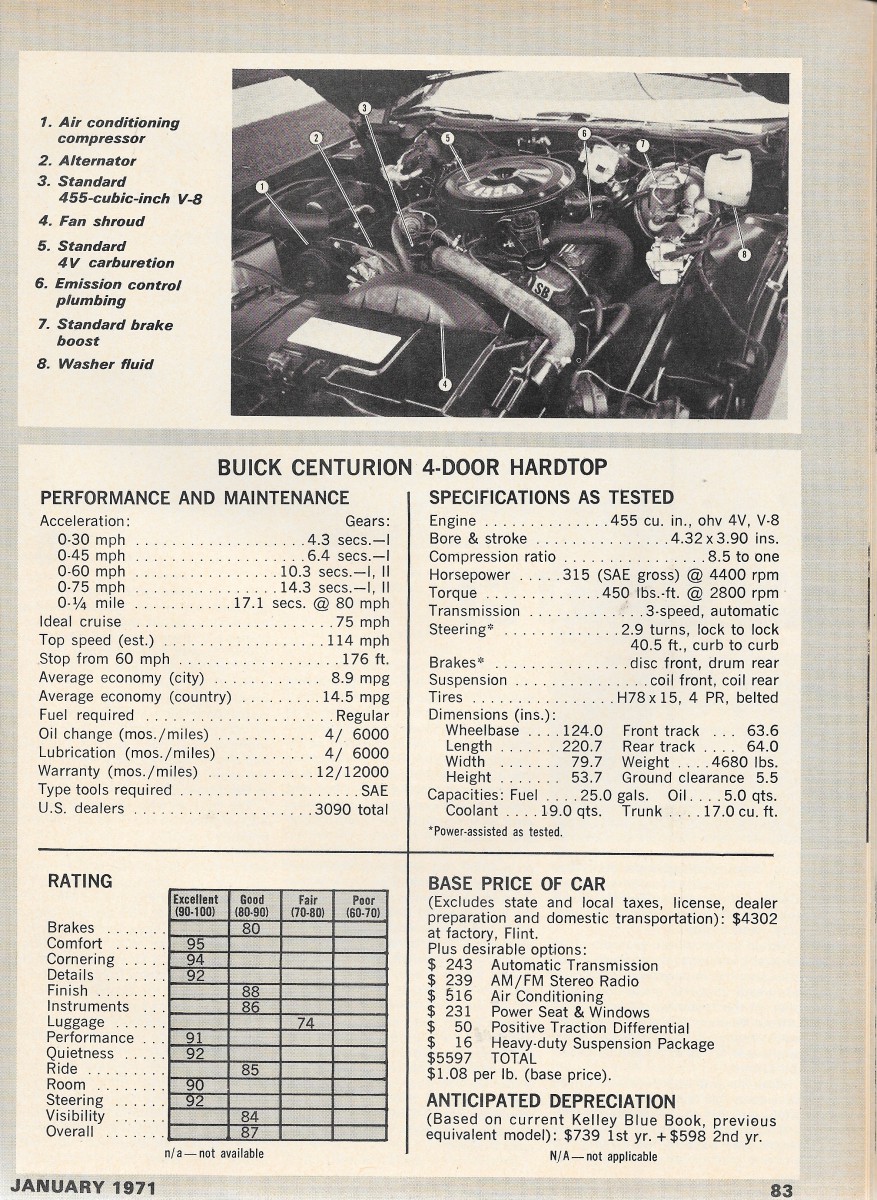 1. Air conditioning
compressor
2. Alternator
3. Standard
455-cubic-inch V-8
4. Fan shroud
5. Standard
4V carburetion
6. Emission control
plumbing
7. Standard brake
boost
8. Washer fluid
1
2
3
5
6
7
8
4
455-4
SB
BUICK CENTURION 4-DOOR HARDTOP
PERFORMANCE AND MAINTENANCE
Acceleration: Gears:
0-30 mph ................... 4.3 secs.—I
0-45 mph ................... 6.4 secs.—I
0-60 mph ................ 10.3 secs.—I, II
0-75 mph ................ 14.3 secs.—I, II
0-¼ mile ........... 17.1 secs. @ 80 mph
Ideal cruise .................... 75 mph
Top speed (est.) ................ 114 mph
Stop from 60 mph ................. 176 ft.
Average economy (city) ............ 8.9 mpg
Average economy (country) ......... 14.5 mpg
Fuel required .................... Regular
Oil change (mos./miles) ........... 4/ 6000
Lubrication (mos./miles) .......... 4/ 6000
Warranty (mos./miles) ............ 12/12000
Type tools required .................. SAE
U.S. dealers ................... 3090 total
SPECIFICATIONS AS TESTED
Engine ............. 455 cu. in., ohv 4V, V-8
Bore & stroke ............... 4.32 x 3.90 ins.
Compression ratio ............... 8.5 to one
Horsepower ..... 315 (SAE gross) @ 4400 rpm
Torque ............. 450 lbs.-ft. @ 2800 rpm
Transmission ............ 3-speed, automatic
Steering* ............. 2.9 turns, lock to lock
40.5 ft., curb to curb
Brakes* ............... disc front, drum rear
Suspension ............... coil front, coil rear
Tires ................ H78 x 15, 4 PR, belted
Dimensions (ins.):
Wheelbase .... 124.0 Front track ... 63.6
Length ....... 220.7 Rear track .... 64.0
Width ....... 79.7 Weight .... 4680 lbs.
Height ....... 53.7 Ground clearance 5.5
Capacities: Fuel .... 25.0 gals. Oil .... 5.0 qts.
Coolant .... 19.0 qts. Trunk .... 17.0 cu. ft.
*Power-assisted as tested.
RATING
Excellent Good Fair Poor
(90-100) (80-90) (70-80) (60-70)
Brakes ....... 80
Comfort ...... 95
Cornering .... 94
Details ...... 92
Finish ........ 88
Instruments ... 86
Luggage ...... 74
Performance ... 91
Quietness ..... 92
Ride ......... 85
Room ........ 90
Steering ...... 92
Visibility ...... 84
Overall ....... 87
n/a—not available
BASE PRICE OF CAR
(Excludes state and local taxes, license, dealer
preparation and domestic transportation): $4302
at factory, Flint.
Plus desirable options:
$ 243 Automatic Transmission
$ 239 AM/FM Stereo Radio
$ 516 Air Conditioning
$ 231 Power Seat & Windows
$ 50 Positive Traction Differential
$ 16 Heavy-duty Suspension Package
$5597 TOTAL
$1.08 per lb. (base price).
ANTICIPATED DEPRECIATION
(Based on current Kelley Blue Book, previous
equivalent model): $739 1st yr. + $598 2nd yr.
N/A—not applicable
JANUARY 1971
83